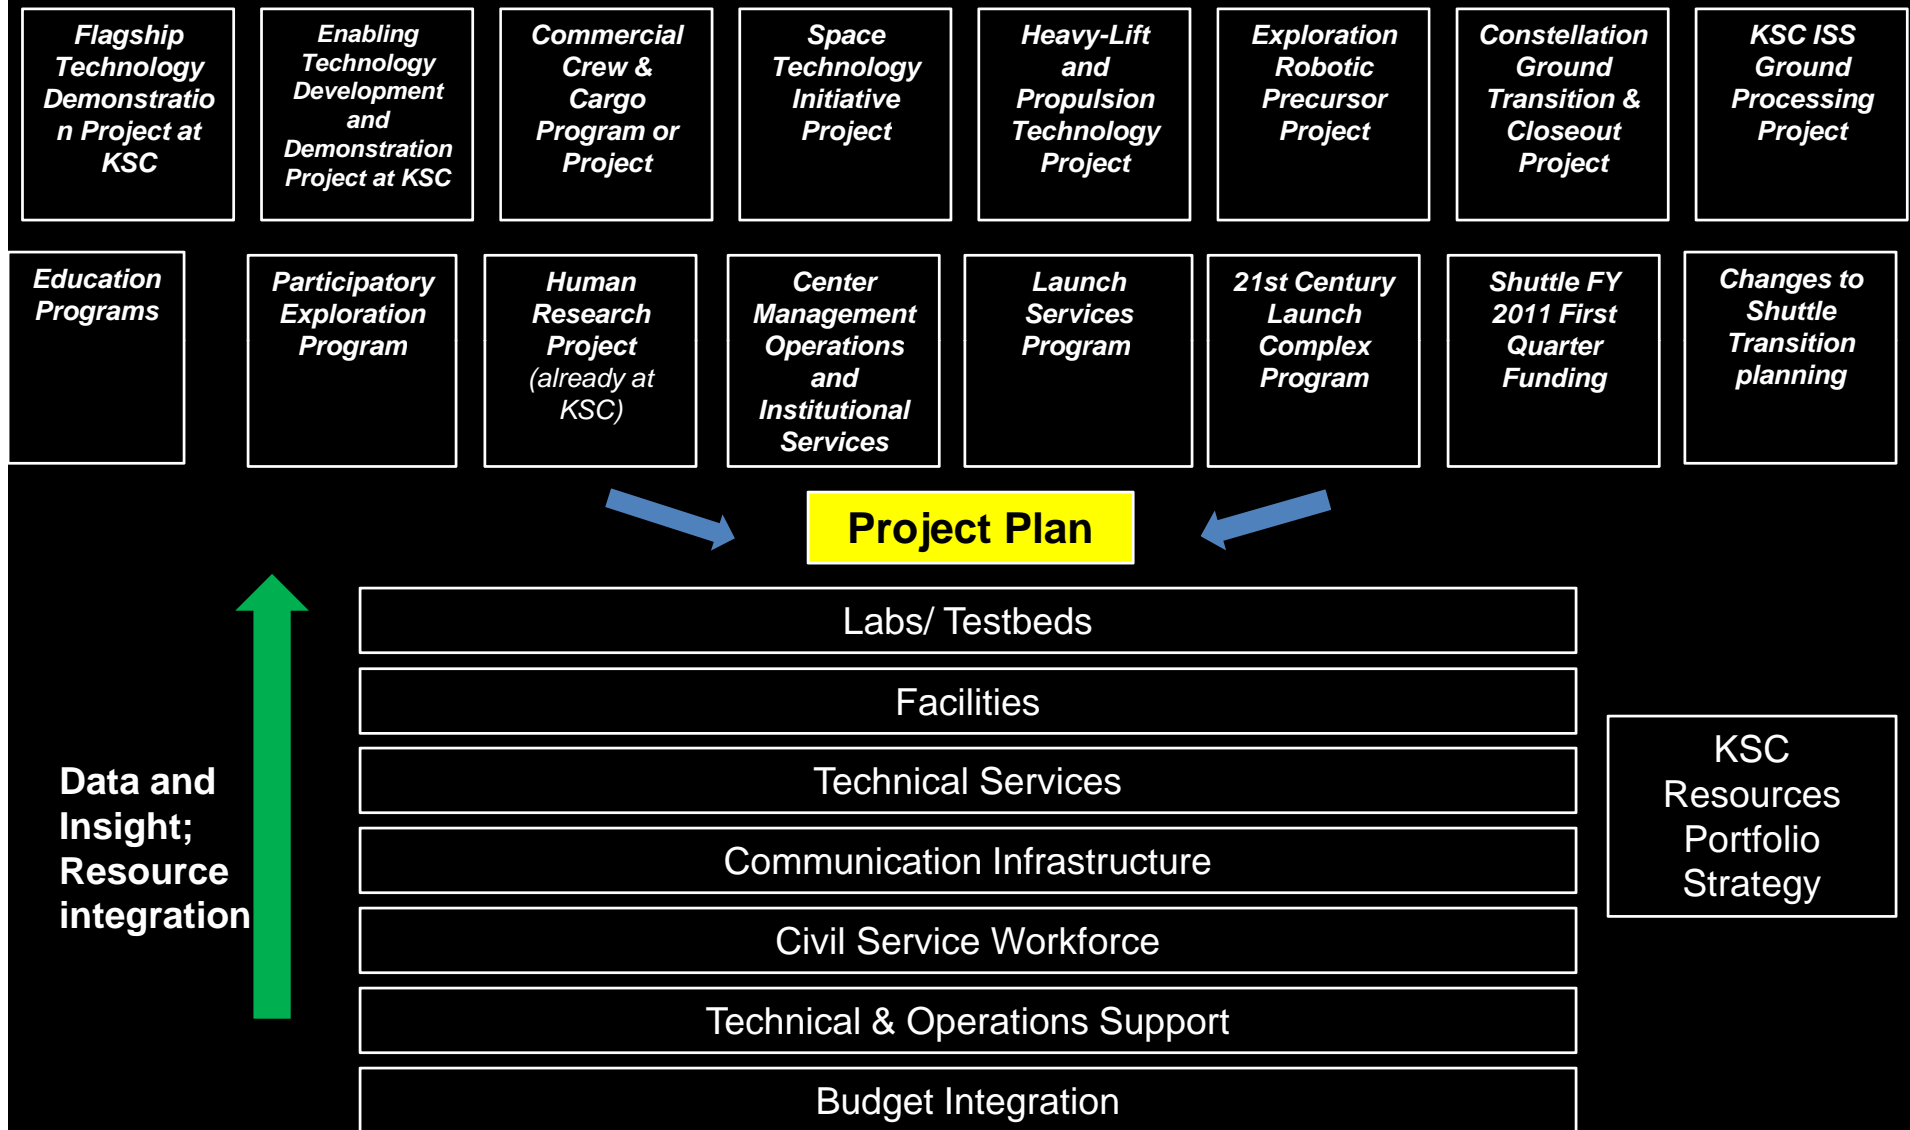 Flagship
Technology
Demonstratio
n Project at
KSC
Enabling
Technology
Development
and
Demonstration
Project at KSC
Commercial
Crew &
Cargo
Program or
Project
Space
Technology
Initiative
Project
Heavy-Lift
and
Propulsion
Technology
Project
Exploration
Robotic
Precursor
Project
Constellation
Ground
Transition &
Closeout
Project
KSC ISS
Ground
Processing
Project
Education
Programs
Participatory
Exploration
Program
Human
Research
Project
(already at
KSC)
Center
Management
Operations
and
Institutional
Services
Launch
Services
Program
21st Century
Launch
Complex
Program
Shuttle FY
2011 First
Quarter
Funding
Changes to
Shuttle
Transition
planning
Project Plan
Labs/ Testbeds
Facilities
Technical Services
Communication Infrastructure
Civil Service Workforce
Technical & Operations Support
Budget Integration
Data and
Insight;
Resource
integration
KSC
Resources
Portfolio
Strategy